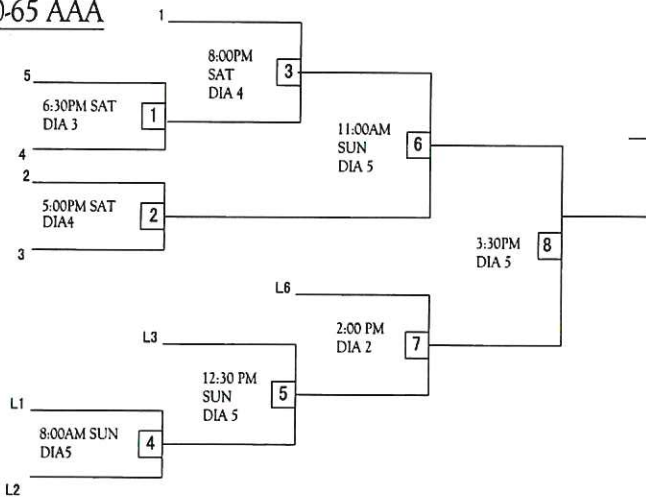 0-65 AAA
1
8:00PM
SAT
DIA 4
3
5
6:30PM SAT
DIA 3
1
4
2
5:00PM SAT
DIA4
2
3
11:00AM
SUN
DIA 5
6
3:30PM
DIA 5
8
L6
2:00 PM
DIA 2
7
L3
12:30 PM
SUN
DIA 5
5
L1
8:00AM SUN
DIA5
4
L2